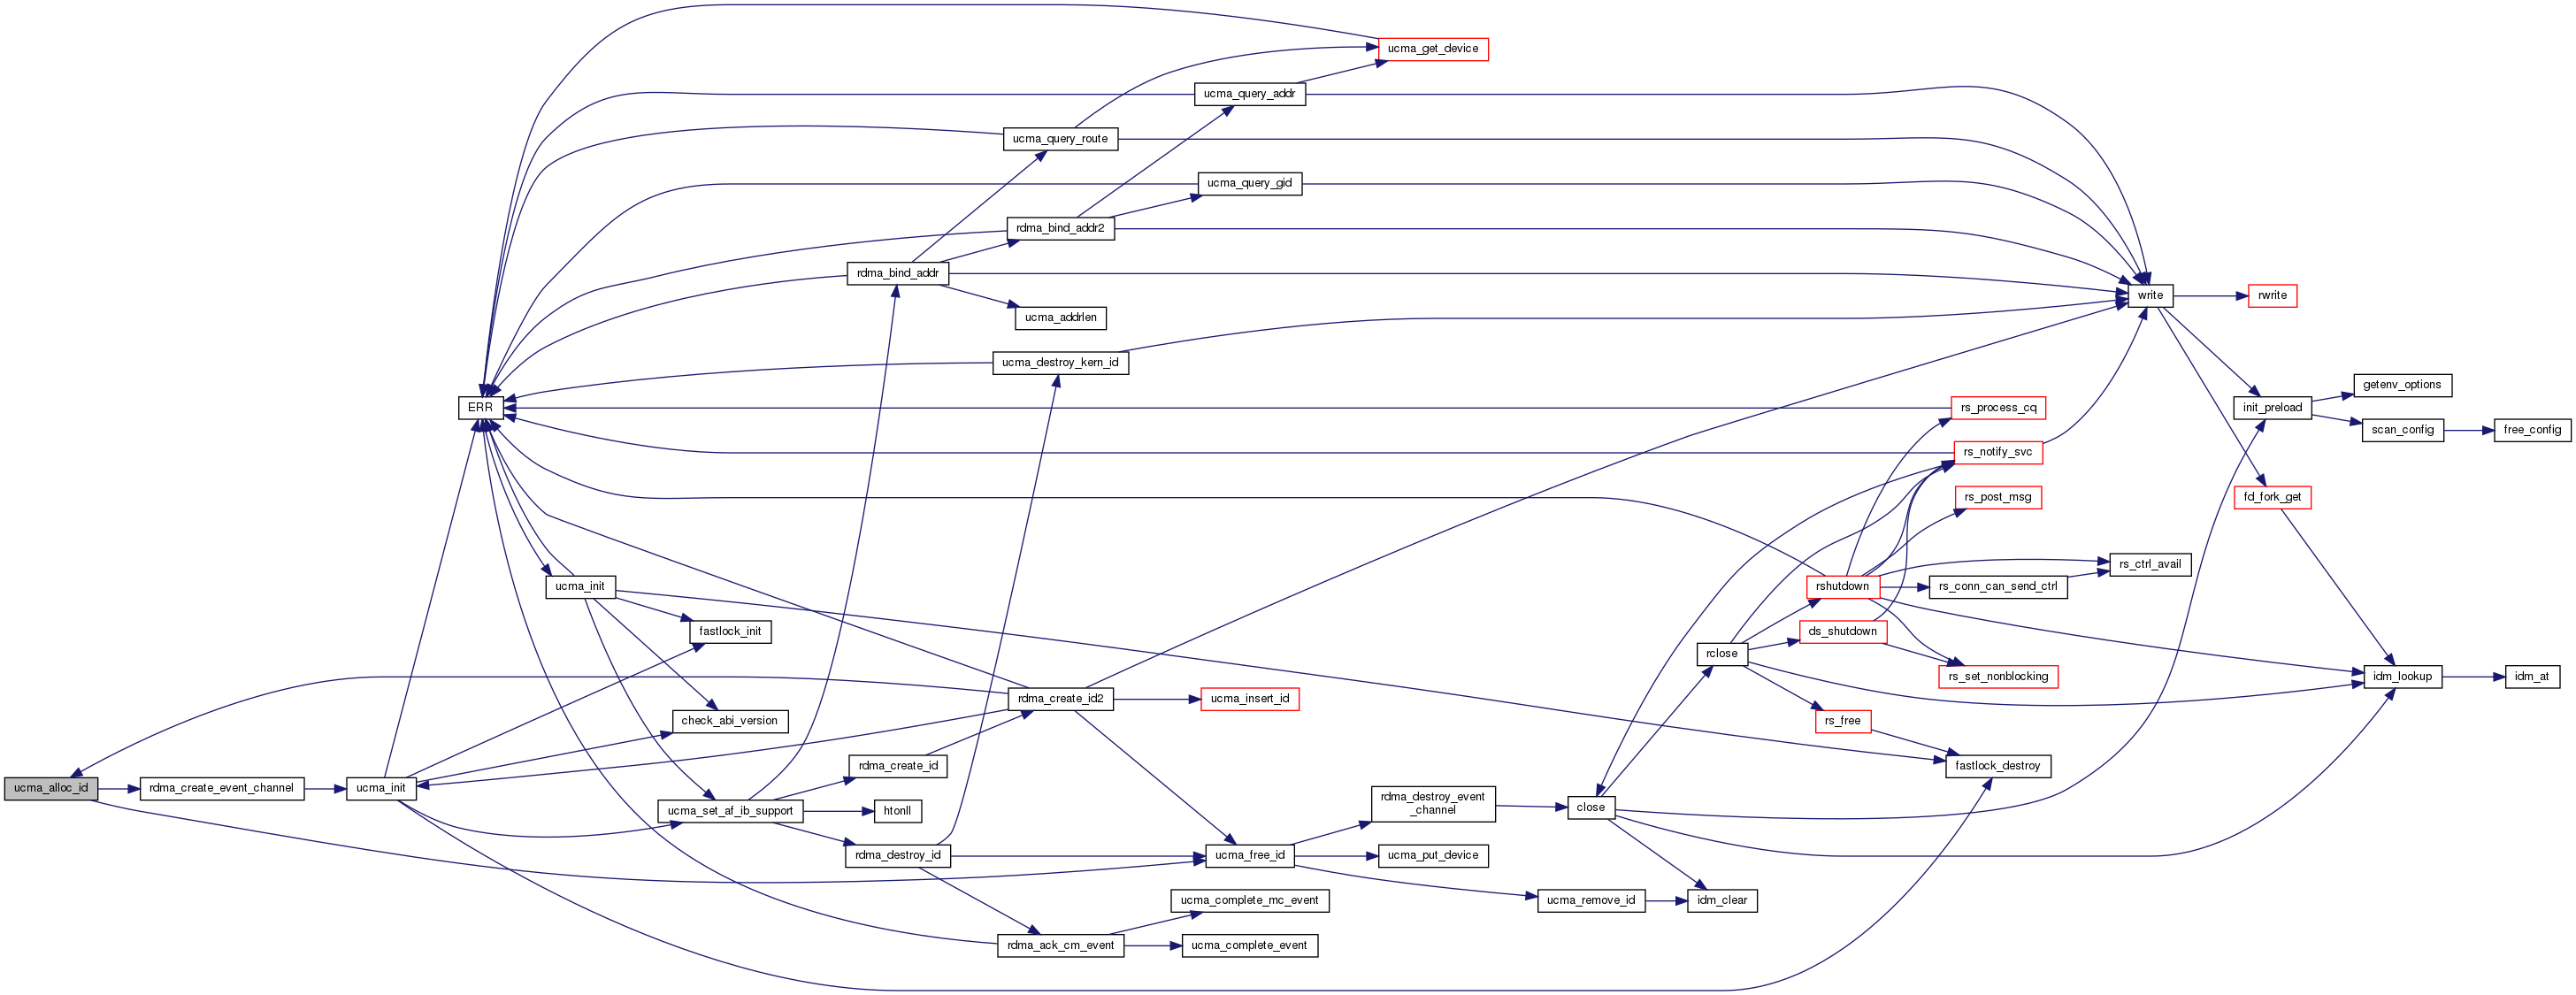 ucma_get_device
ucma_query_addr
ucma_query_route
ucma_query_gid
rdma_bind_addr2
rdma_bind_addr
write
rwrite
ucma_addrlen
ucma_destroy_kern_id
getenv_options
ERR
rs_process_cq
init_preload
scan_config
free_config
rs_notify_svc
rs_post_msg
fd_fork_get
rs_ctrl_avail
ucma_init
rshutdown
rs_conn_can_send_ctrl
fastlock_init
ds_shutdown
rclose
rs_set_nonblocking
idm_lookup
idm_at
rdma_create_id2
ucma_insert_id
check_abi_version
rs_free
rdma_create_id
fastlock_destroy
ucma_alloc_id
rdma_create_event_channel
ucma_init
rdma_destroy_event
_channel
close
ucma_set_af_ib_support
htonll
rdma_destroy_id
ucma_free_id
ucma_put_device
ucma_complete_mc_event
ucma_remove_id
idm_clear
rdma_ack_cm_event
ucma_complete_event